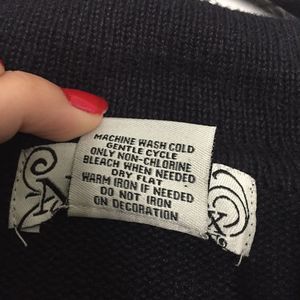 MACHINE WASH COLD
GENTLE CYCLE
ONLY NON-CHLORINE
BLEACH WHEN NEEDED
DRY FLAT
WARM IRON IF NEEDED
DO NOT IRON
ON DECORATION